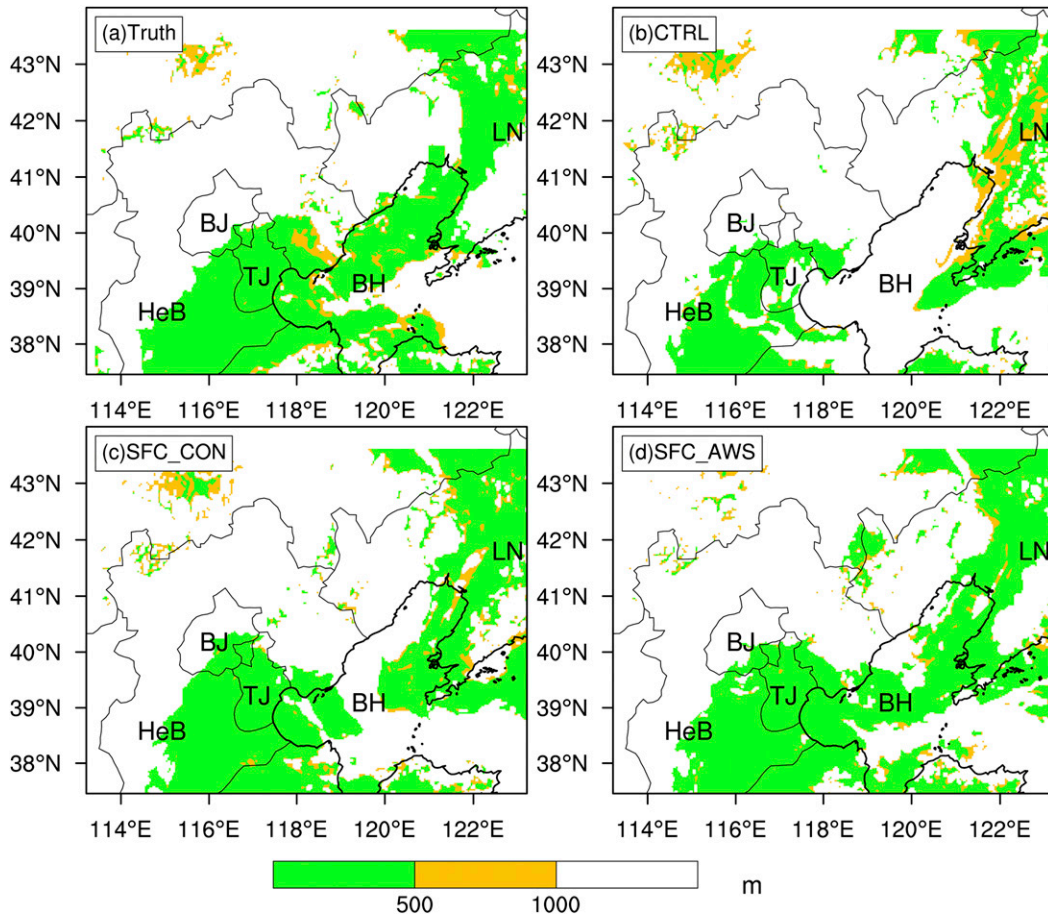 (a)Truth
(b)CTRL
43°N
42°N
41°N
40°N
39°N
38°N
LN
BJ
TJ
BH
HeB
LN
BJ
TJ
BH
HeB
43°N
42°N
41°N
40°N
39°N
38°N
114°E 116°E 118°E 120°E 122°E
114°E 116°E 118°E 120°E 122°E
(c)SFC_CON
(d)SFC_AWS
43°N
42°N
41°N
40°N
39°N
38°N
LN
BJ
TJ
BH
HeB
LN
BJ
TJ
BH
HeB
43°N
42°N
41°N
40°N
39°N
38°N
114°E 116°E 118°E 120°E 122°E
114°E 116°E 118°E 120°E 122°E
500 1000 m